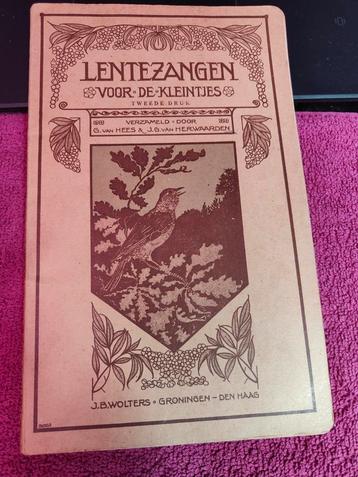 LENTEZANGEN
VOOR DE KLEINTJES
TWEEDE DRUK
VERZAMELD DOOR
G. VAN HEES & J.G. VAN HERWAARDEN
J.B. WOLTERS • GRONINGEN – DEN HAAG